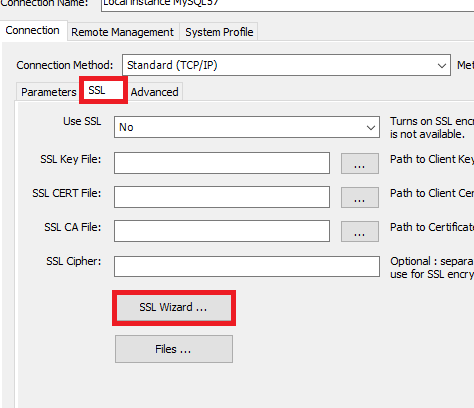 Connection Name: Local instance MySQL57
Connection Remote Management System Profile
Connection Method: Standard (TCP/IP) Met
Parameters SSL Advanced
Use SSL No Turns on SSL enc
is not available.
SSL Key File: ... Path to Client Key
SSL CERT File: ... Path to Client Cer
SSL CA File: ... Path to Certificat
SSL Cipher: Optional : separa
use for SSL encry
SSL Wizard ...
Files ...